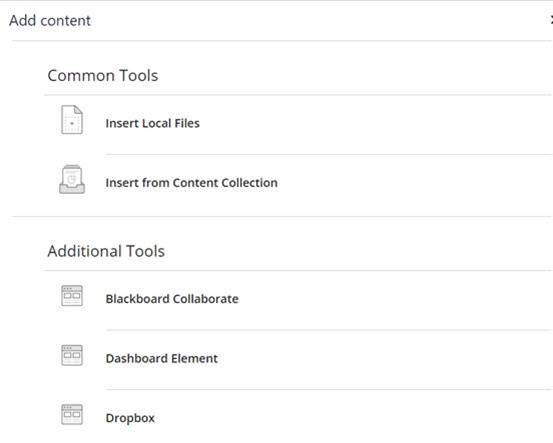 Add content
Common Tools
Insert Local Files
Insert from Content Collection
Additional Tools
Blackboard Collaborate
Dashboard Element
Dropbox